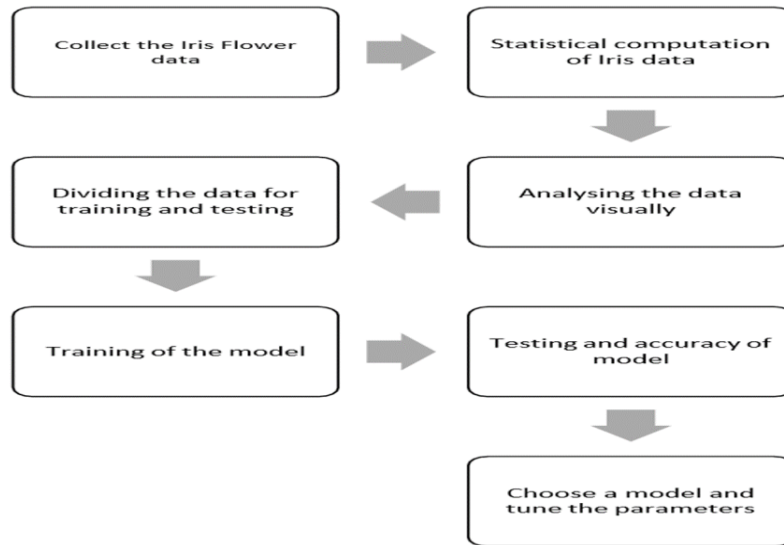 Collect the Iris Flower
data
Statistical computation
of Iris data
Analysing the data
visually
Dividing the data for
training and testing
Training of the model
Testing and accuracy of
model
Choose a model and
tune the parameters